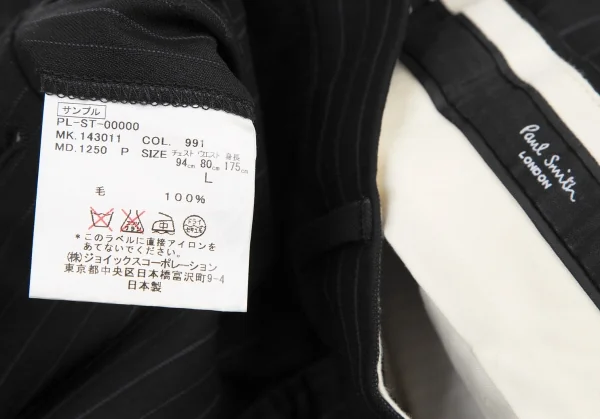 サンプル
PL-ST-00000
MK. 143011 COL. 991
MD. 1250 P SIZE チェスト ウエスト 身長
94cm 80cm 175cm
L
毛 100%
中
ドライ
*このラベルに直接アイロンを
あてないでください。
(株)ジョイックスコーポレーション
東京都中央区日本橋富沢町9-4
日本製
Paul Smith
LONDON